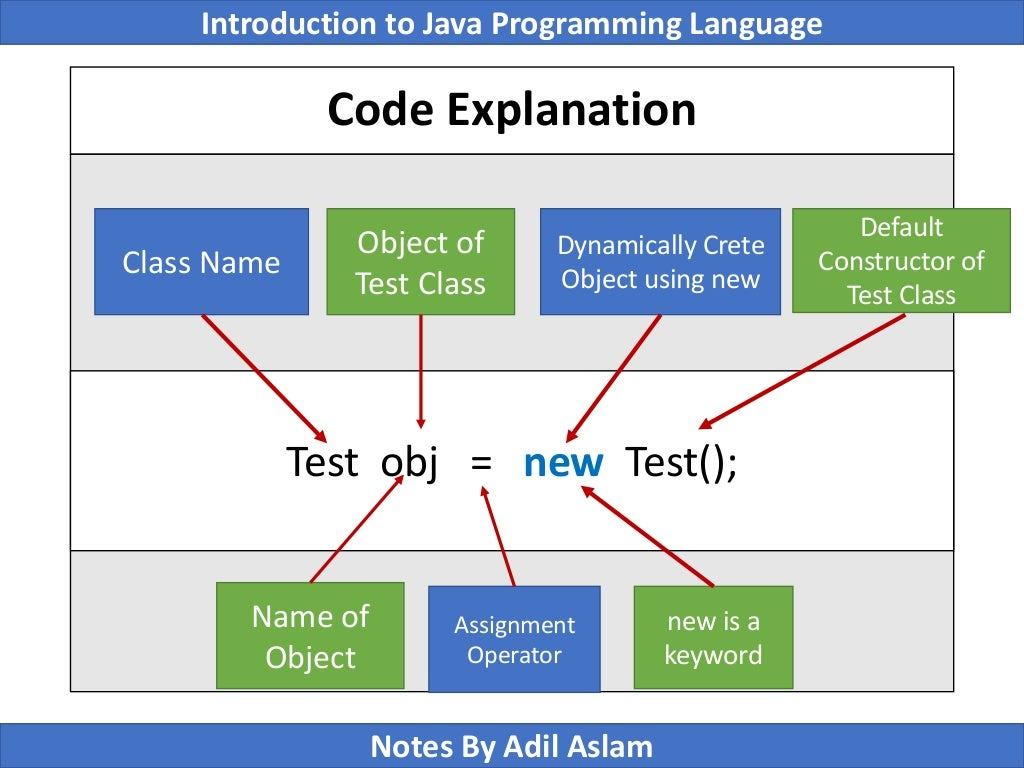 Introduction to Java Programming Language
Code Explanation
Class Name
Object of
Test Class
Dynamically Crete
Object using new
Default
Constructor of
Test Class
Test obj = new Test();
Name of
Object
Assignment
Operator
new is a
keyword
Notes By Adil Aslam